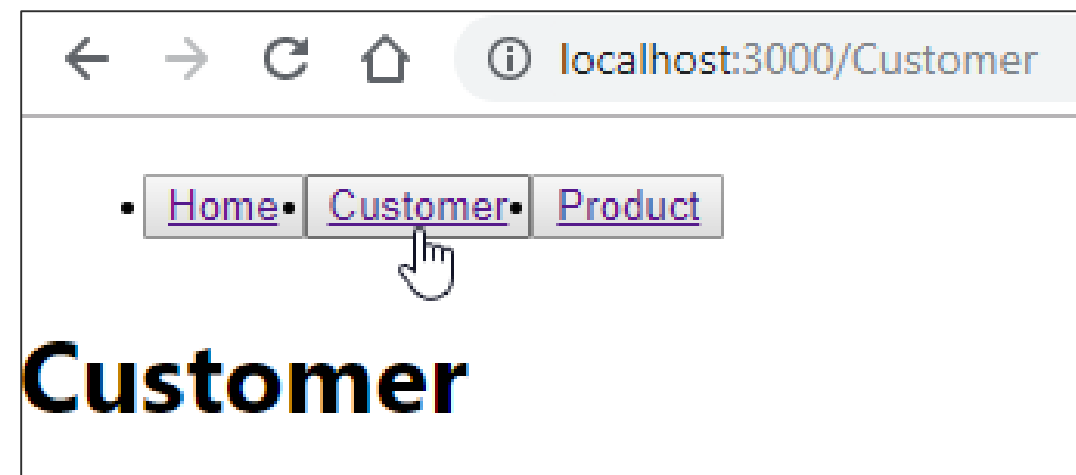 localhost:3000/Customer
• Home • Customer • Product
Customer